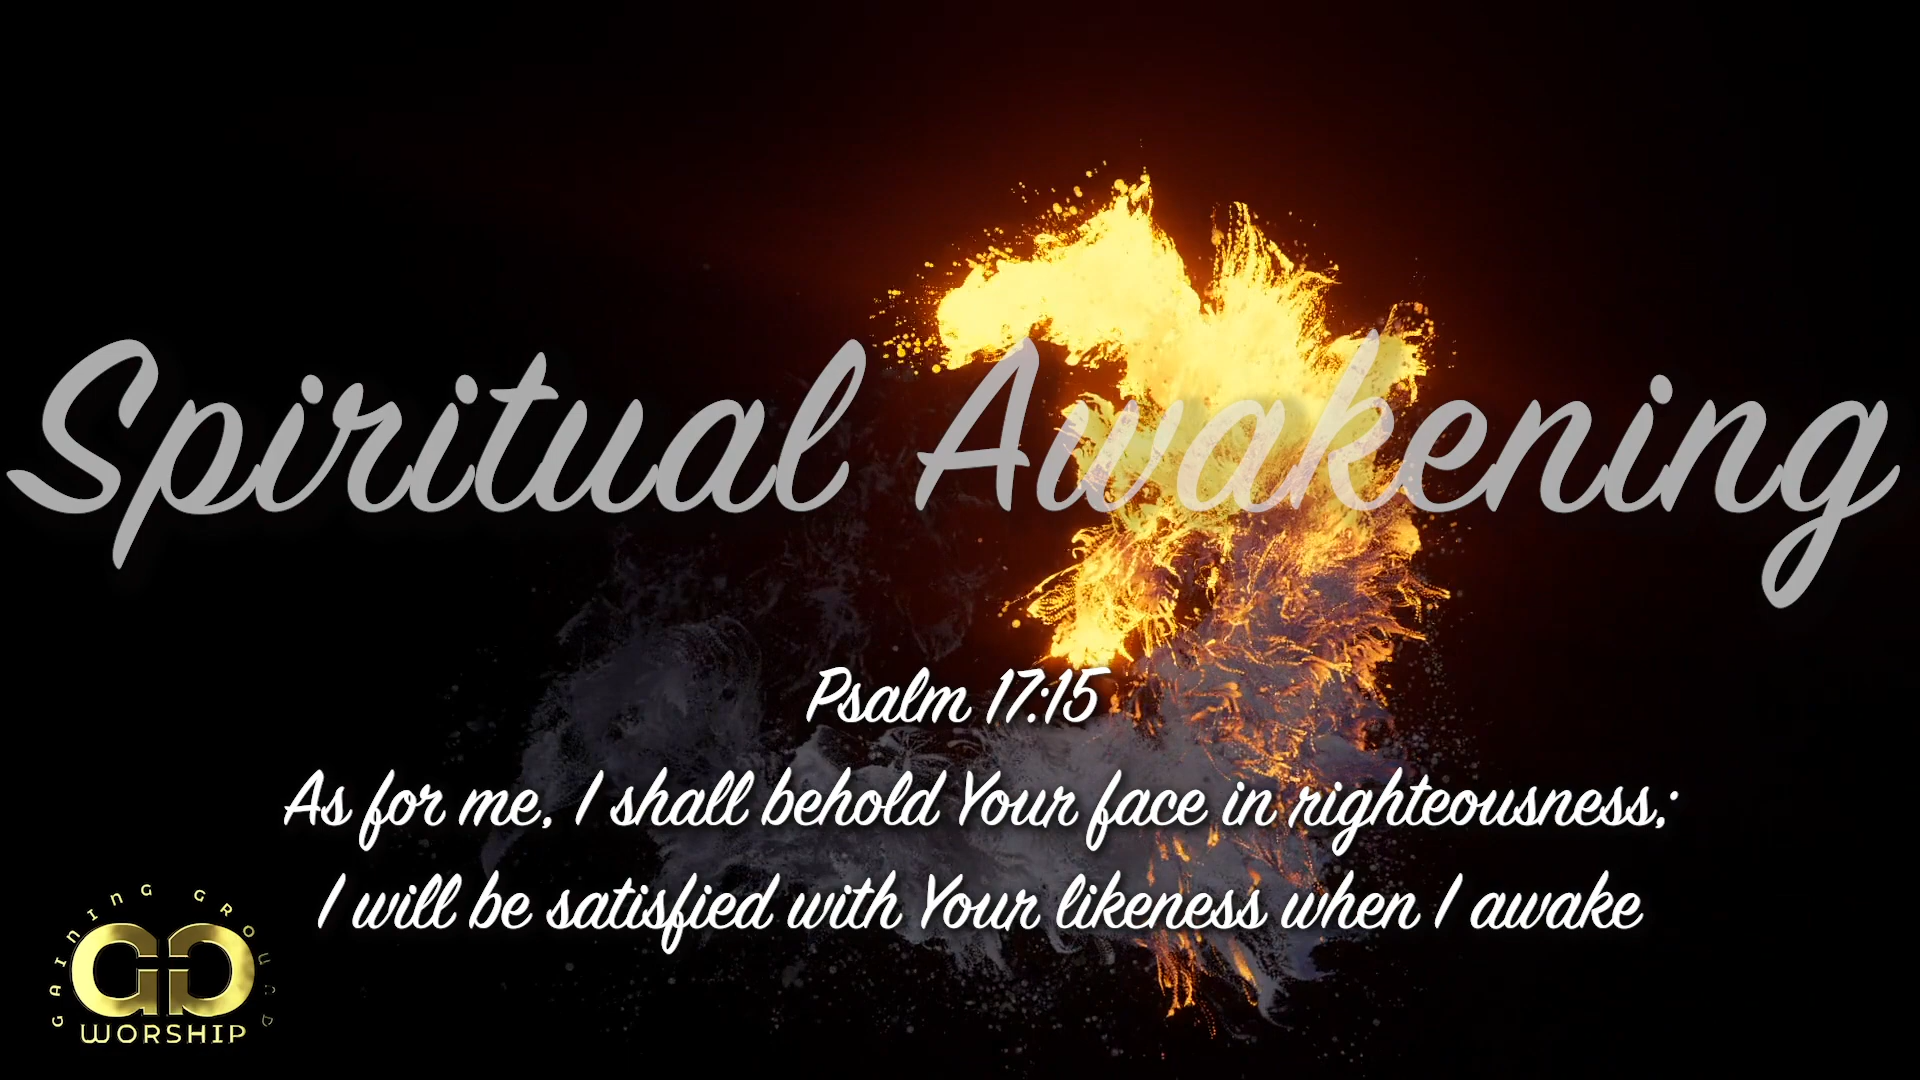 Spiritual Awakening
Psalm 17:15
As for me, I shall behold Your face in righteousness;
I will be satisfied with Your likeness when I awake
GAINING GROUND
GG
WORSHIP